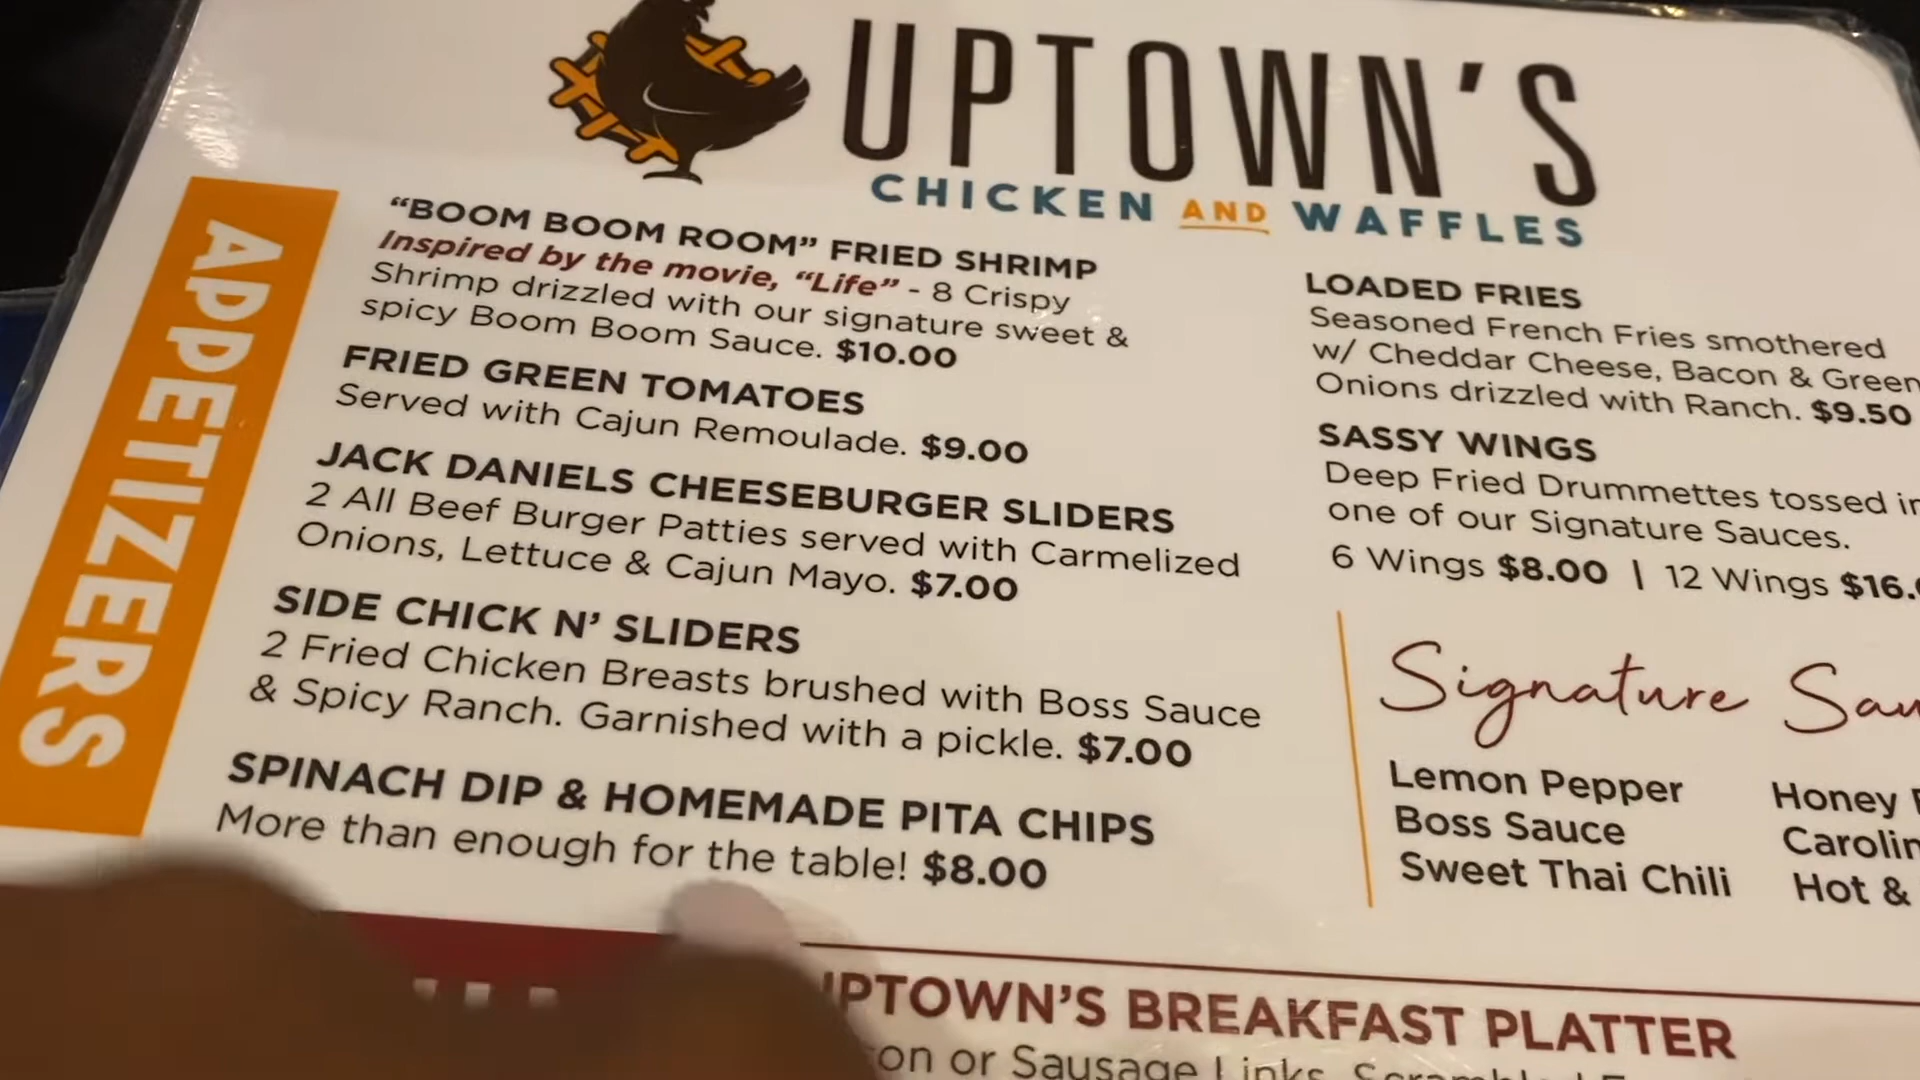 UPTOWN'S
CHICKEN AND WAFFLES
APPETIZERS
"BOOM BOOM ROOM" FRIED SHRIMP
Inspired by the movie, "Life" - 8 Crispy
Shrimp drizzled with our signature sweet &
spicy Boom Boom Sauce. $10.00
FRIED GREEN TOMATOES
Served with Cajun Remoulade. $9.00
JACK DANIELS CHEESEBURGER SLIDERS
2 All Beef Burger Patties served with Carmelized
Onions, Lettuce & Cajun Mayo. $7.00
SIDE CHICK N' SLIDERS
2 Fried Chicken Breasts brushed with Boss Sauce
& Spicy Ranch. Garnished with a pickle. $7.00
SPINACH DIP & HOMEMADE PITA CHIPS
More than enough for the table! $8.00
LOADED FRIES
Seasoned French Fries smothered
w/ Cheddar Cheese, Bacon & Green
Onions drizzled with Ranch. $9.50
SASSY WINGS
Deep Fried Drummettes tossed in
one of our Signature Sauces.
6 Wings $8.00 | 12 Wings $16.
Signature
Lemon Pepper
Boss Sauce
Sweet Thai Chili
Honey
Hot &
UPTOWN'S BREAKFAST PLATTER
or Sausage Links,